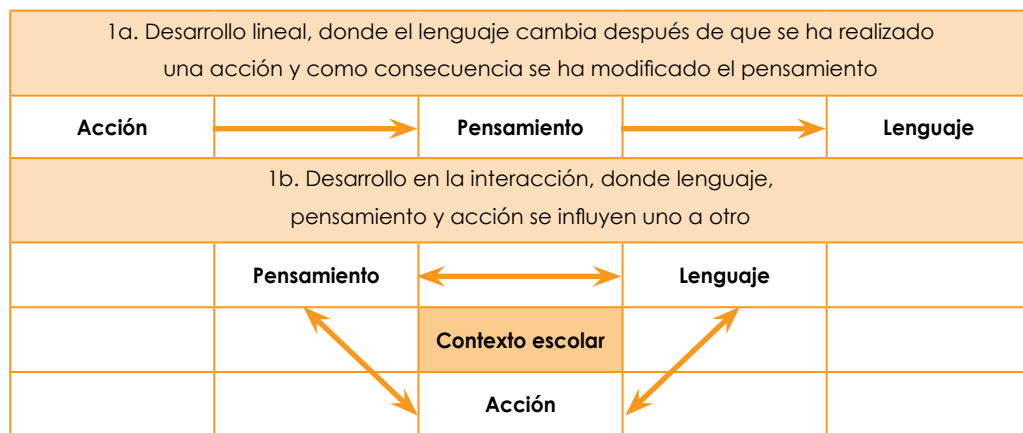 1a. Desarrollo lineal, donde el lenguaje cambia después de que se ha realizado
una acción y como consecuencia se ha modificado el pensamiento
Acción Pensamiento Lenguaje
1b. Desarrollo en la interacción, donde lenguaje,
pensamiento y acción se influyen uno a otro
Pensamiento Lenguaje
Contexto escolar
Acción